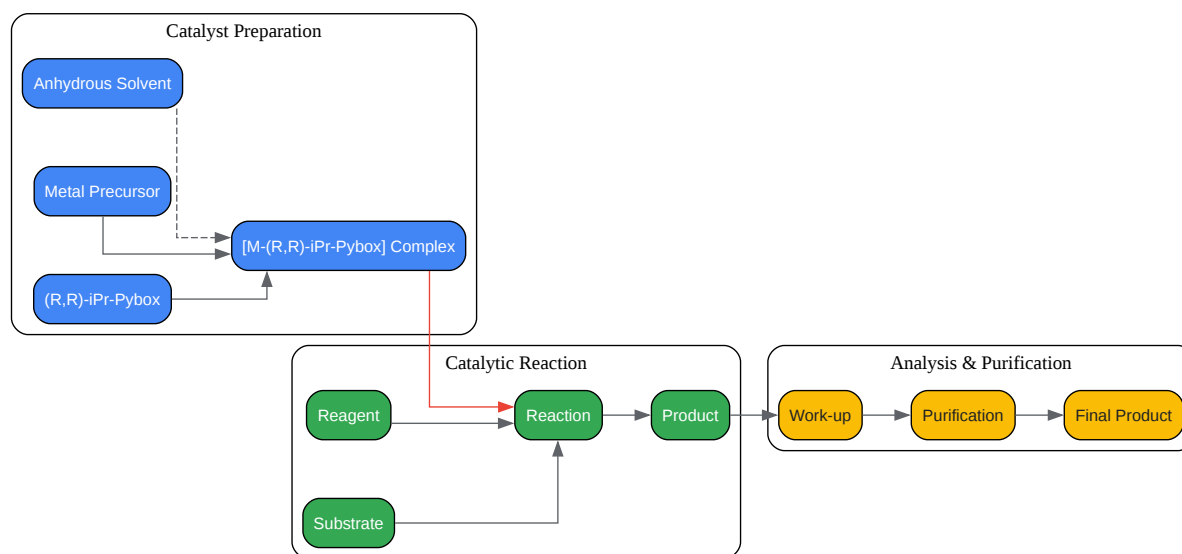 Catalyst Preparation
Anhydrous Solvent
Metal Precursor
[M-(R,R)-iPr-Pybox] Complex
(R,R)-iPr-Pybox
Catalytic Reaction
Reagent
Reaction
Product
Substrate
Analysis & Purification
Work-up
Purification
Final Product